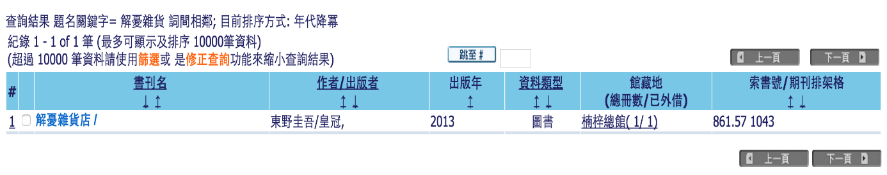 查詢結果 題名關鍵字= 解憂雜貨 詞間相鄰; 目前排序方式: 年代降冪
紀錄 1 - 1 of 1 筆 (最多可顯示及排序 10000筆資料)
(超過 10000 筆資料請使用篩選或 是修正查詢功能來縮小查詢結果)
跳至 #
上一頁 下一頁
# 書刊名 作者/出版者 出版年 資料類型 館藏地 索書號/期刊排架格
↓ ↑ ↑ ↓ ↑ ↑ ↓ (總冊數/已外借) ↑ ↓
1 解憂雜貨店 / 東野圭吾/皇冠, 2013 圖書 楠梓總館( 1/ 1) 861.57 1043
上一頁 下一頁